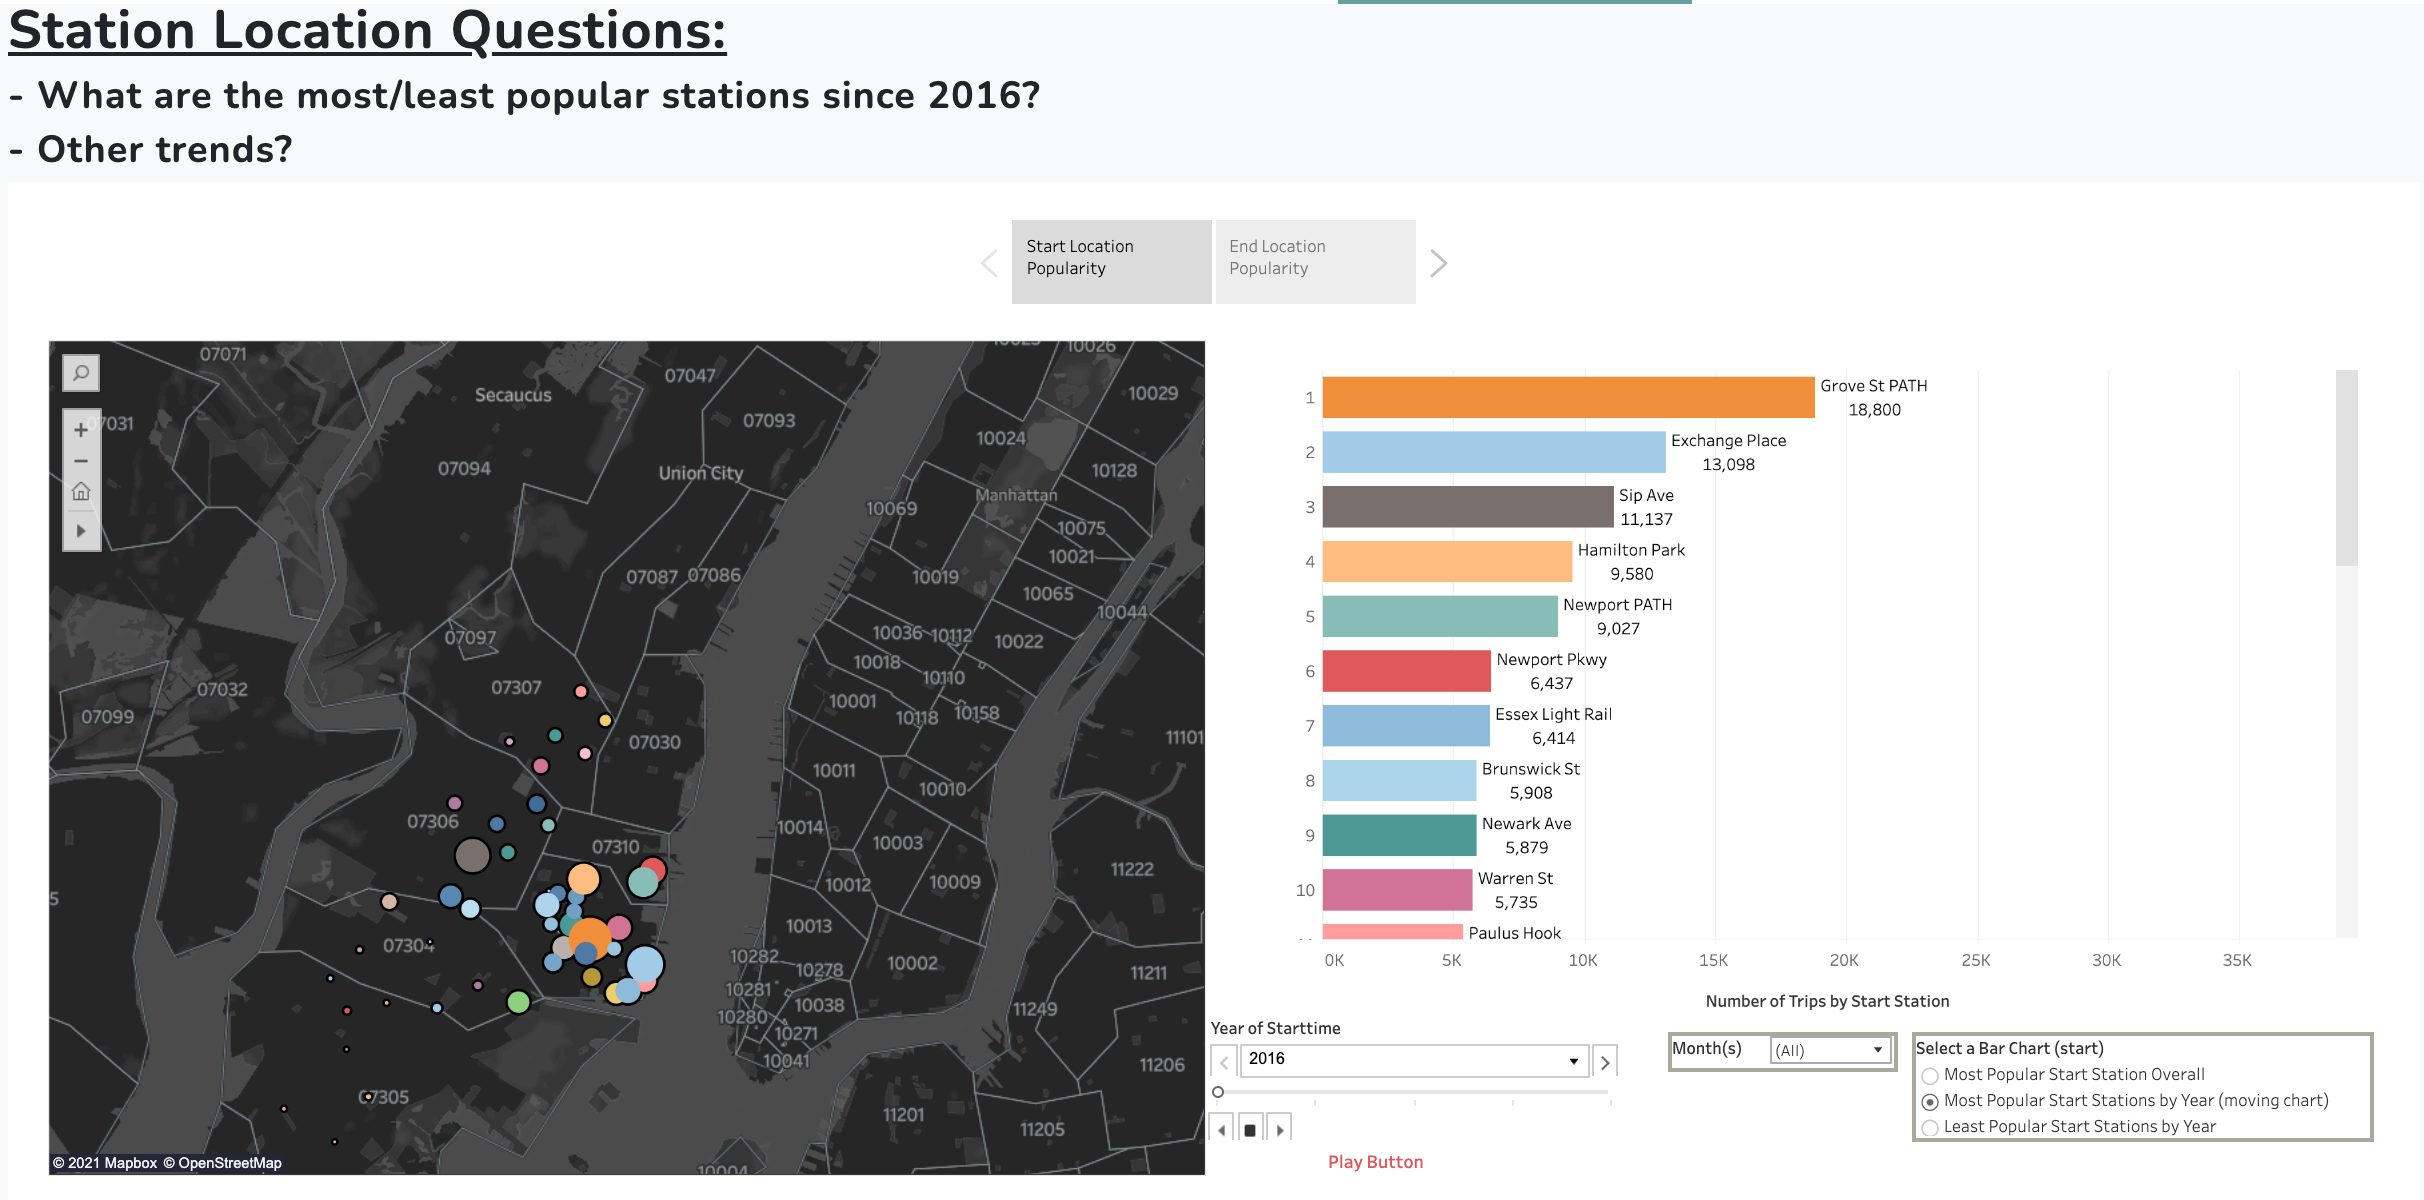 Station Location Questions:
- What are the most/least popular stations since 2016?
- Other trends?
Start Location
Popularity
End Location
Popularity
07071
07047
10026
07031
Secaucus
07093
10029
07094
Union City
10024
10128
Manhattan
10069
10075
10021
07087
07086
10019
10065
10044
07097
10036
10112
10022
10018
10110
07032
07307
10001
07099
10118
10158
07030
11101
10011
10010
07306
10014
10003
07310
11222
10012
10009
07304
10013
10282
10278
10002
11211
10281
10038
11249
10280
10271
10041
11206
07305
11201
11205
10004
© 2021 Mapbox © OpenStreetMap
1
Grove St PATH
18,800
2
Exchange Place
13,098
3
Sip Ave
11,137
4
Hamilton Park
9,580
5
Newport PATH
9,027
6
Newport Pkwy
6,437
7
Essex Light Rail
6,414
8
Brunswick St
5,908
9
Newark Ave
5,879
10
Warren St
5,735
Paulus Hook
0K 5K 10K 15K 20K 25K 30K 35K
Number of Trips by Start Station
Year of Starttime
2016
Play Button
Month(s) (All)
Select a Bar Chart (start)
Most Popular Start Station Overall
Most Popular Start Stations by Year (moving chart)
Least Popular Start Stations by Year